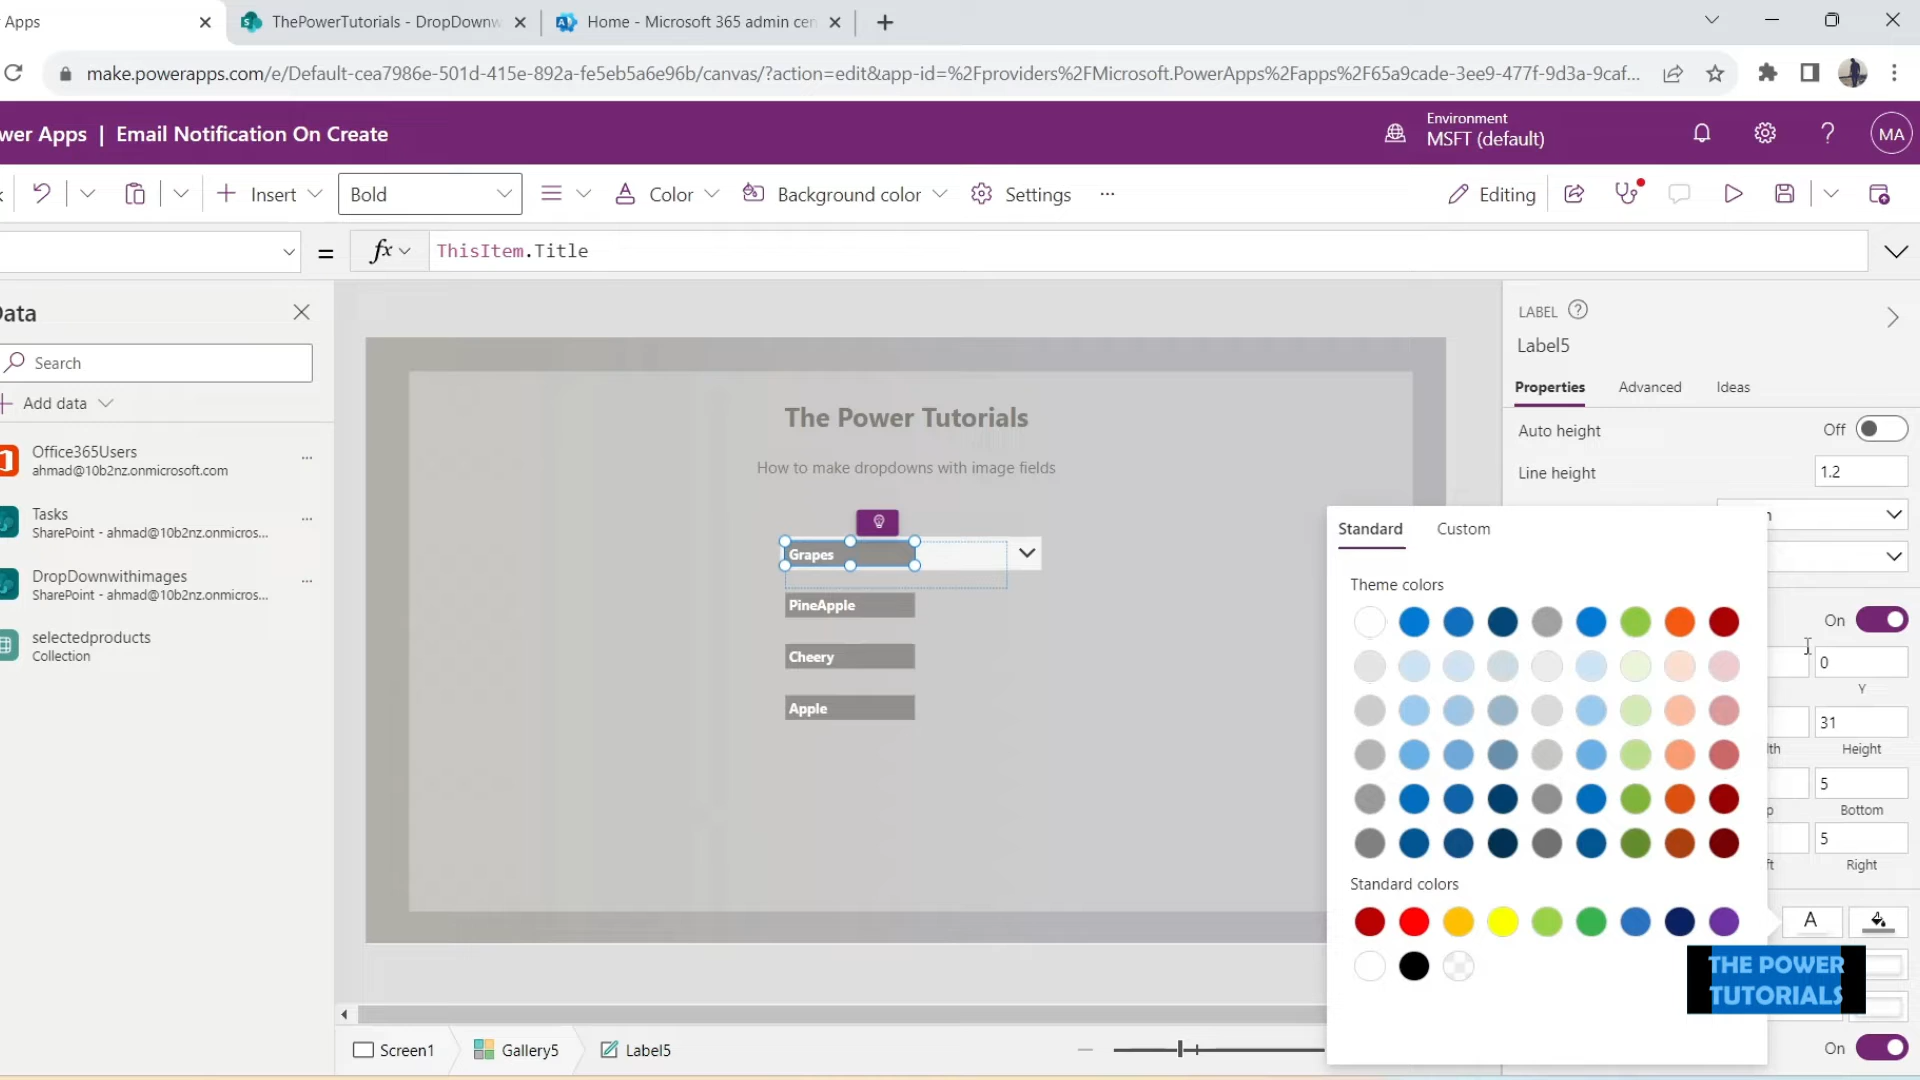 Apps
ThePowerTutorials - DropDownw
Home - Microsoft 365 admin cen
make.powerapps.com/e/Default-cea7986e-501d-415e-892a-fe5eb5a6e96b/canvas/?action=edit&app-id=%2Fproviders%2FMicrosoft.PowerApps%2Fapps%2F65a9cade-3ee9-477f-9d3a-9caf...
wer Apps | Email Notification On Create
Environment
MSFT (default)
MA
Insert
Bold
Color
Background color
Settings
...
Editing
= fx ThisItem.Title
Data
Search
Add data
Office365Users
ahmad@10b2nz.onmicrosoft.com
...
Tasks
SharePoint - ahmad@10b2nz.onmicros...
...
DropDownwithimages
SharePoint - ahmad@10b2nz.onmicros...
...
selectedproducts
Collection
The Power Tutorials
How to make dropdowns with image fields
Grapes
PineApple
Cheery
Apple
LABEL
Label5
Properties
Advanced
Ideas
Auto height
Off
Line height
1.2
On
0
Y
31
Height
5
Bottom
5
Right
A
On
Standard
Custom
Theme colors
Standard colors
THE POWER
TUTORIALS
Screen1
Gallery5
Label5